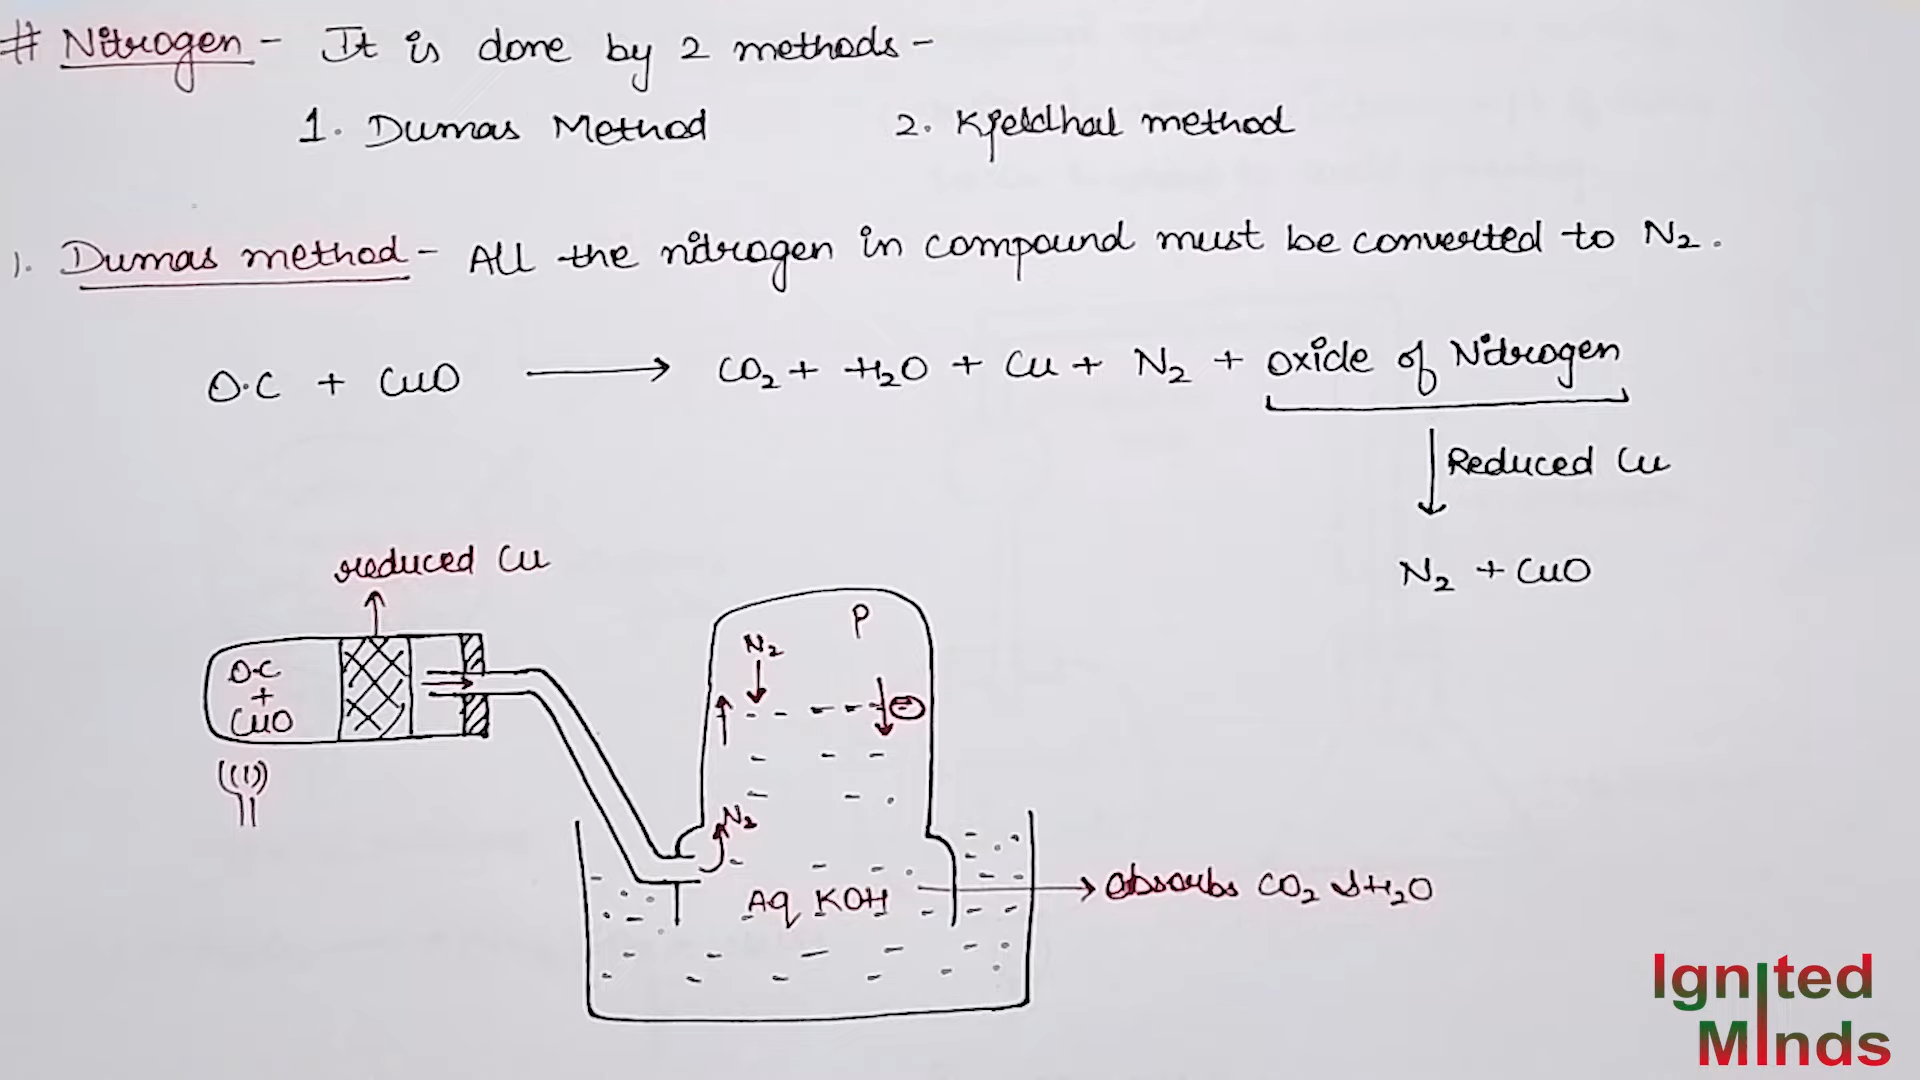 # Nitrogen - It is done by 2 methods -
1. Dumas Method 2. Kjeldhal method
1. Dumas method - All the nitrogen in compound must be converted to N₂.
O.C + CuO → CO₂ + H₂O + Cu + N₂ + oxide of Nitrogen
↓ Reduced Cu
N₂ + CuO
reduced Cu
O.C
+
CuO
N₂
P
N₂
Aq KOH
absorbs CO₂ & H₂O
Ignited
Minds